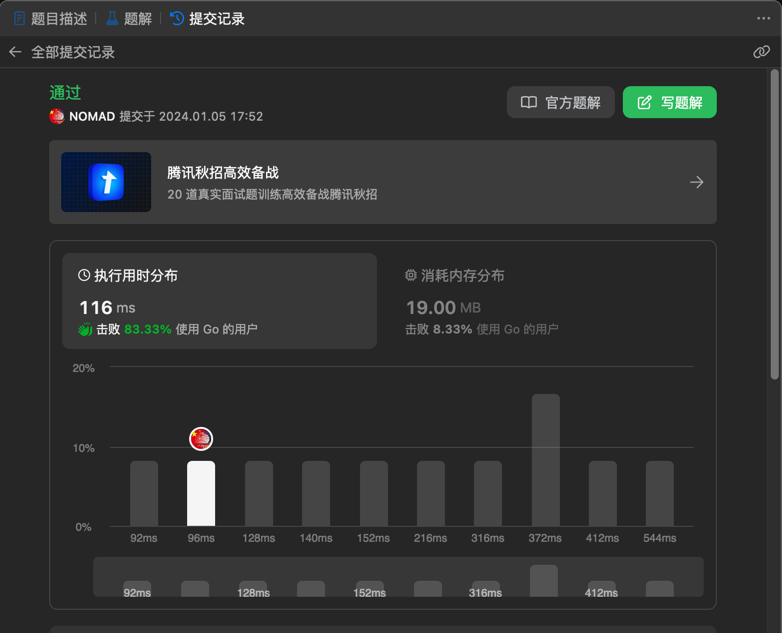 题目描述 题解 提交记录
全部提交记录
通过
NOMAD 提交于 2024.01.05 17:52
官方题解
写题解
腾讯秋招高效备战
20 道真实面试题训练高效备战腾讯秋招
执行用时分布
116 ms
击败 83.33% 使用 Go 的用户
消耗内存分布
19.00 MB
击败 8.33% 使用 Go 的用户
20%
10%
0%
92ms 96ms 128ms 140ms 152ms 216ms 316ms 372ms 412ms 544ms
92ms 128ms 152ms 316ms 412ms